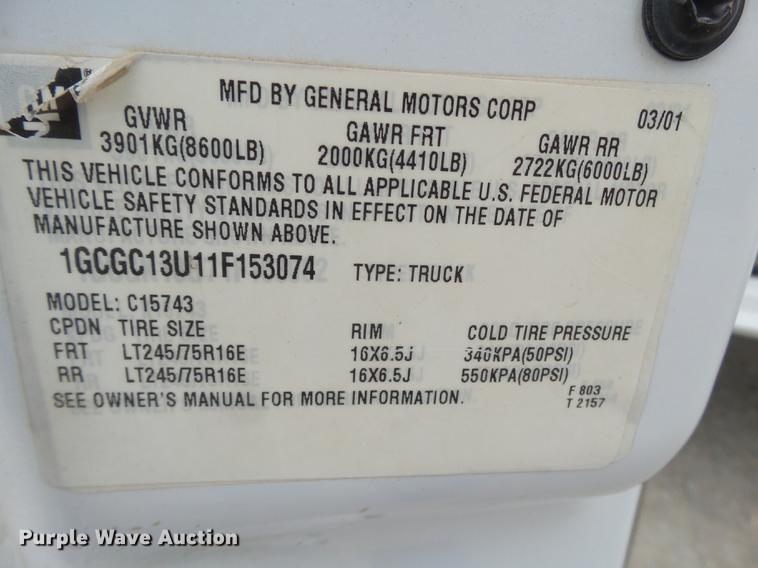 GM
MFD BY GENERAL MOTORS CORP 03/01
GVWR GAWR FRT GAWR RR
3901KG(8600LB) 2000KG(4410LB) 2722KG(6000LB)
THIS VEHICLE CONFORMS TO ALL APPLICABLE U.S. FEDERAL MOTOR
VEHICLE SAFETY STANDARDS IN EFFECT ON THE DATE OF
MANUFACTURE SHOWN ABOVE.
1GCGC13U11F153074 TYPE: TRUCK
MODEL: C15743
CPDN TIRE SIZE RIM COLD TIRE PRESSURE
FRT LT245/75R16E 16X6.5J 340KPA(50PSI)
RR LT245/75R16E 16X6.5J 550KPA(80PSI)
SEE OWNER'S MANUAL FOR MORE INFORMATION. F 803
T 2157
Purple Wave Auction